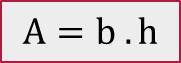 A = b . h